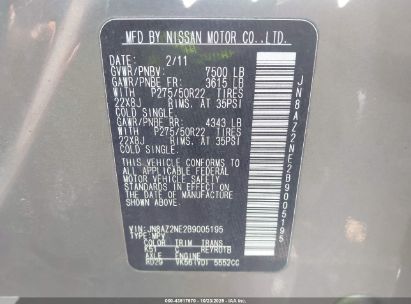 MFD BY NISSAN MOTOR CO.,LTD.
DATE: 2/11
GVWR/PNBV: 7500 LB
GAWR/PNBE FR: 3615 LB
WITH P275/50R22 TIRES
22X8J RIMS. AT 35PSI
COLD SINGLE.
GAWR/PNBE RR: 4343 LB
WITH P275/50R22 TIRES
22X8J RIMS. AT 35PSI
COLD SINGLE.
THIS VEHICLE CONFORMS
TO ALL APPLICABLE FEDERAL
MOTOR VEHICLE SAFETY
STANDARDS IN EFFECT ON
THE DATE OF MANUFACTURE
SHOWN ABOVE.
VIN: JN8AZ2NE2B9005195
TYPE: MPV
COLOR TRIM TRANS
K51 C RE7R01B
AXLE ENGINE
RD29 VK56(VD) 5552CC
JN8AZ2NE2B9005195